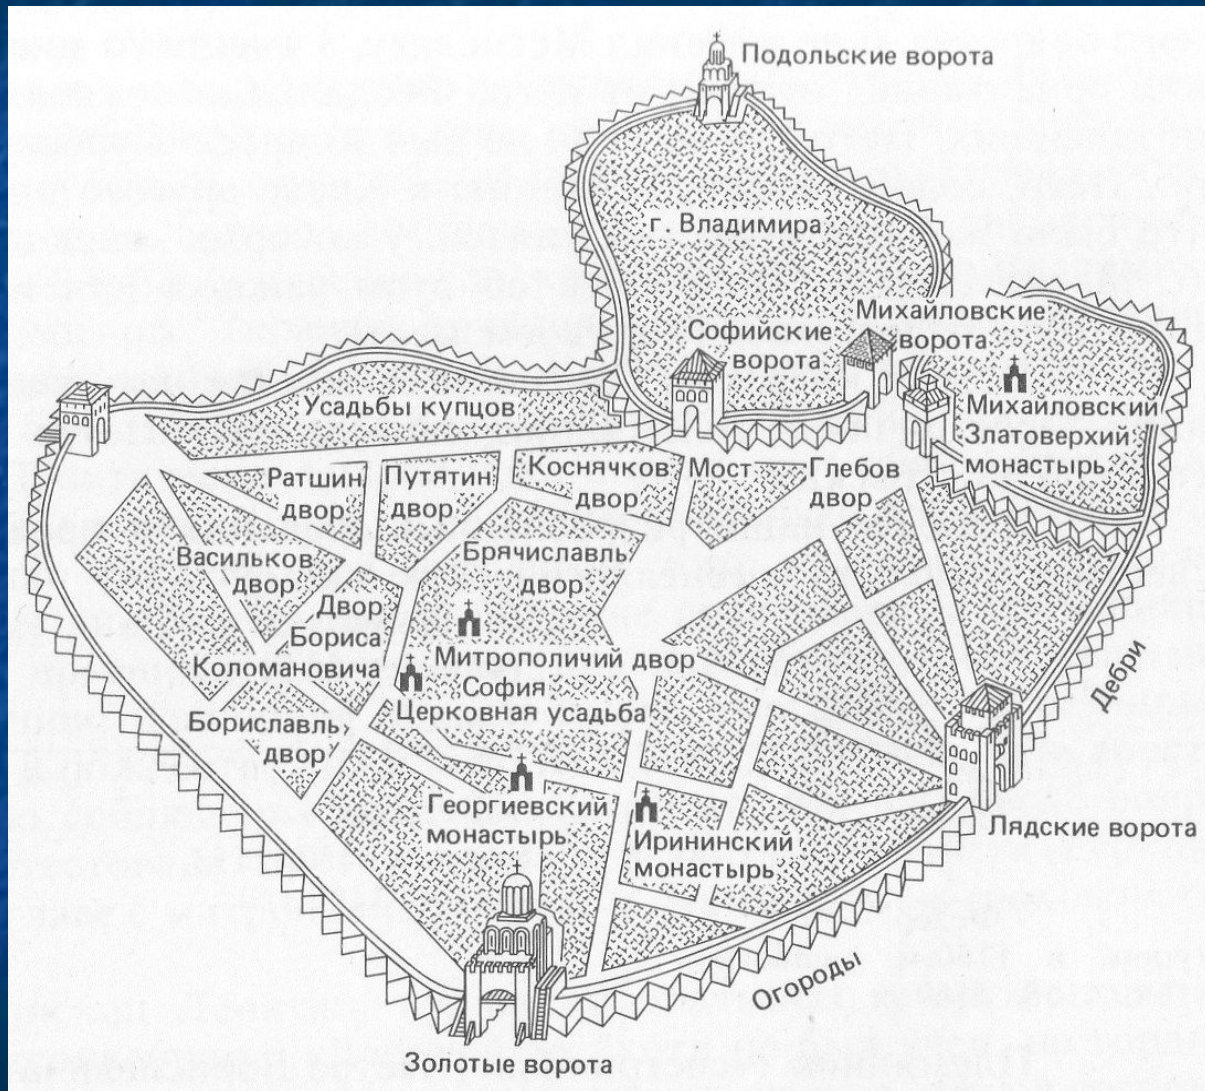 Подольские ворота
г. Владимира
Михайловские
ворота
Софийские
ворота
Усадьбы купцов
Михайловский
Златоверхий
монастырь
Ратшин
двор
Путятин
двор
Коснячков
двор
Мост
Глебов
двор
Васильков
двор
Брячиславль
двор
Двор
Бориса
Коломановича
Митрополичий двор
София
Церковная усадьба
Бориславль
двор
Дебри
Георгиевский
монастырь
Ирининский
монастырь
Лядские ворота
Огороды
Золотые ворота